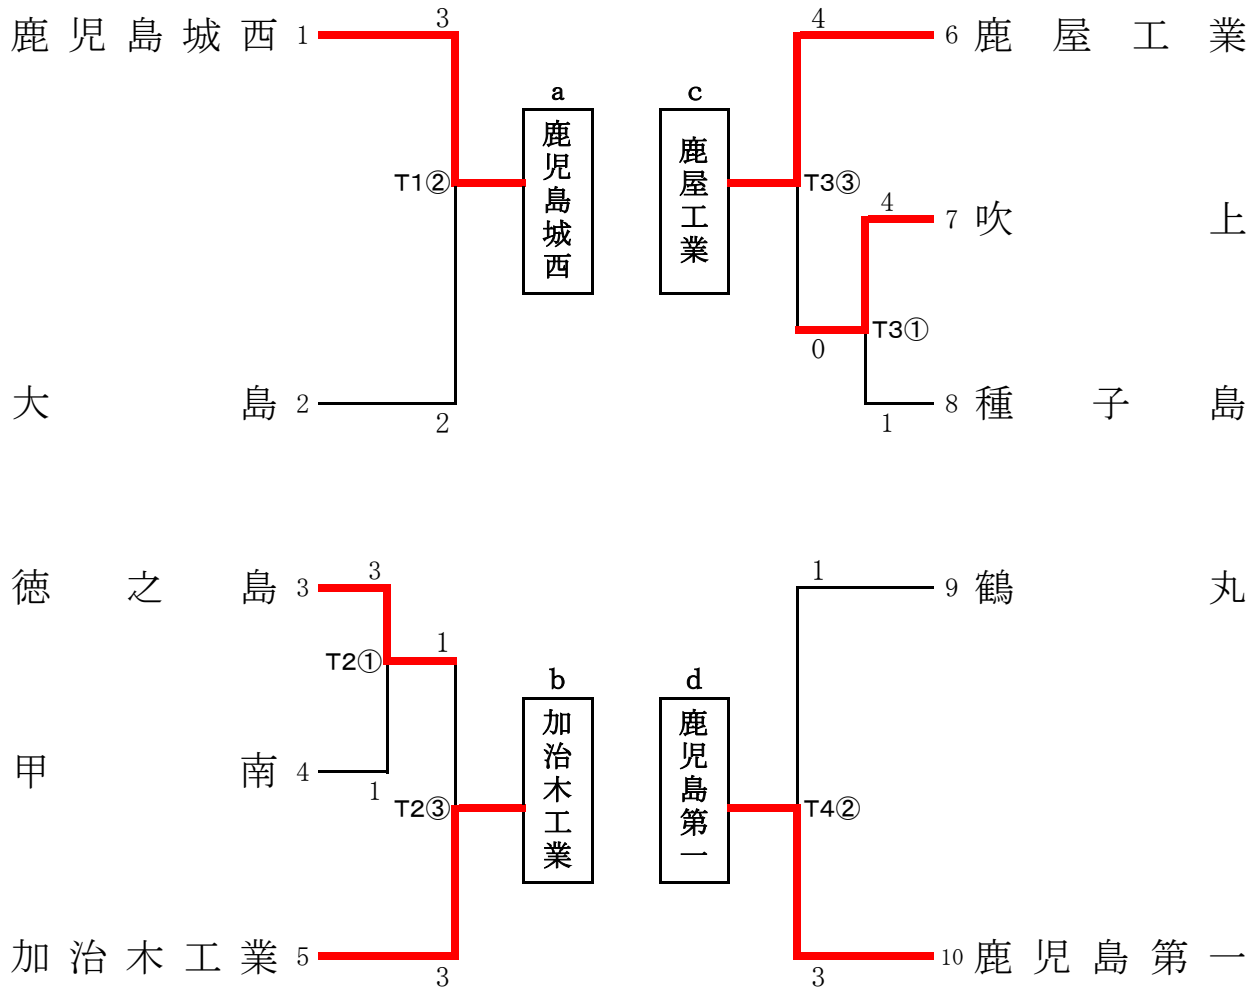 鹿児島城西 1 3
a
鹿児島城西
T1②
大島 2 2
徳之島 3 3
T2①
1
甲南 4 1
b
加治木工業
T2③
加治木工業 5 3
4 6 鹿屋工業
c
鹿屋工業
T3③
4 7 吹上
T3①
0
1 8 種子島
1 9 鶴丸
d
鹿児島第一
T4②
3 10 鹿児島第一